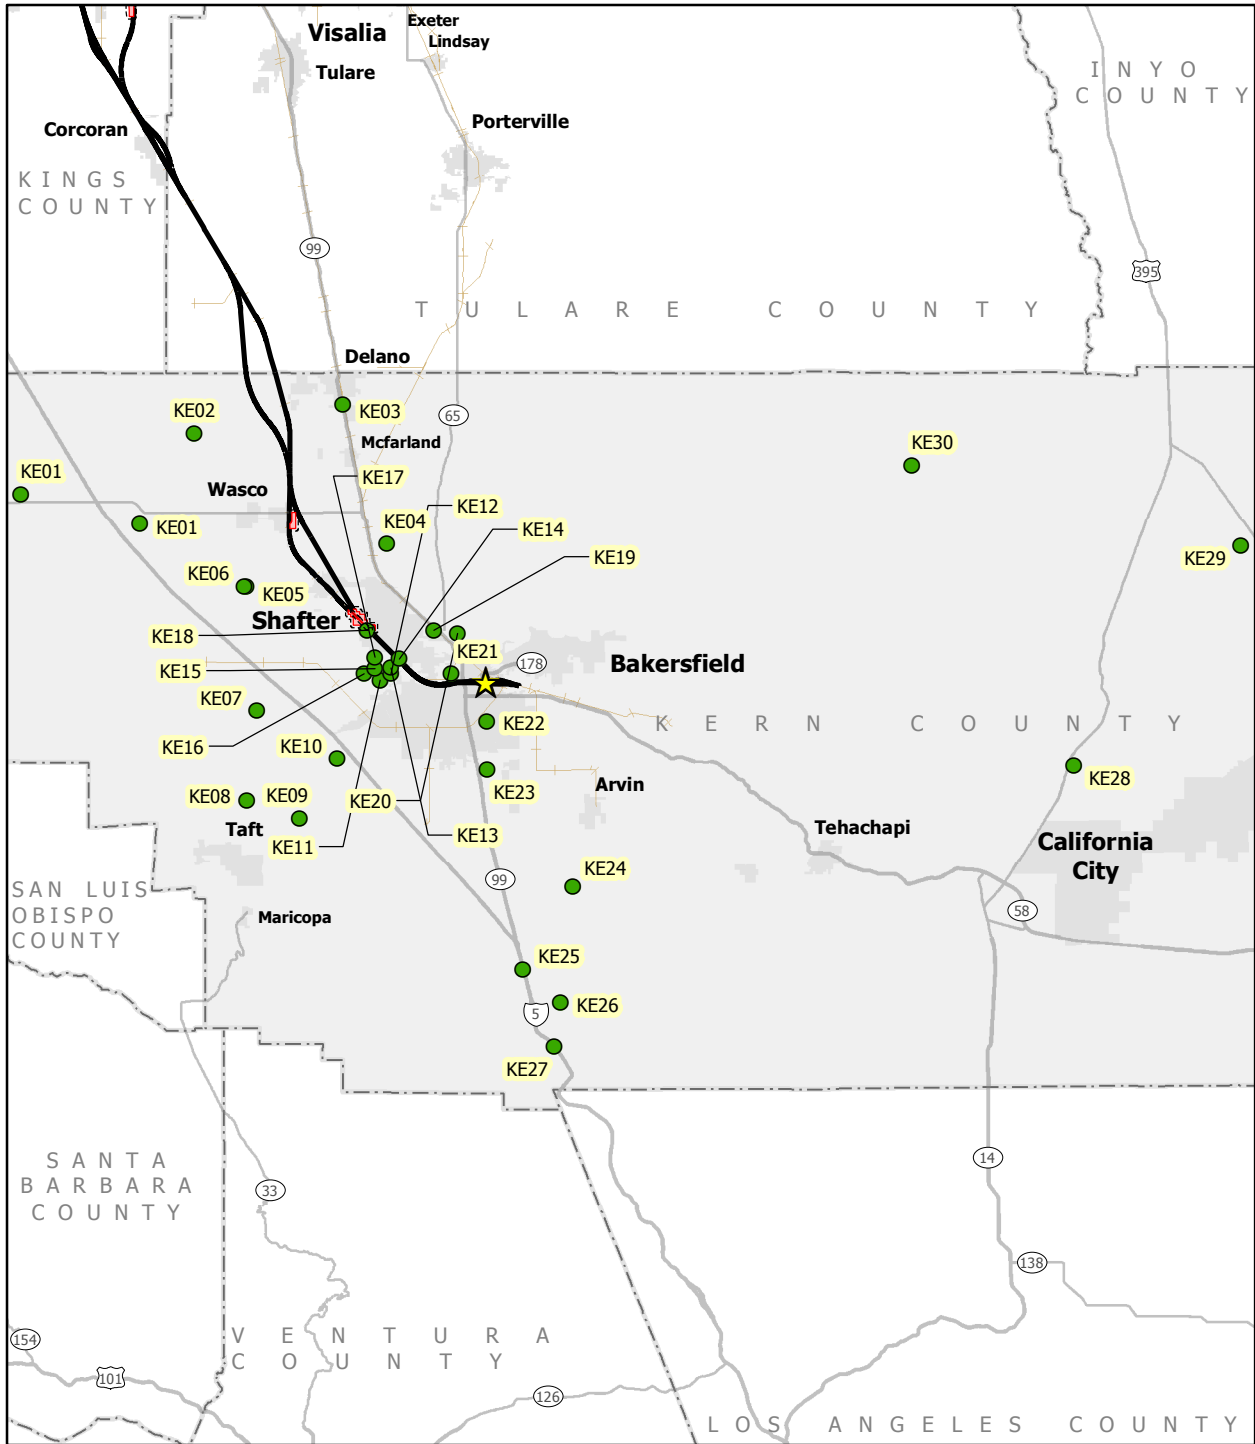 Exeter
Visalia
Lindsay
Tulare
INYO
COUNTY
Corcoran
Porterville
KINGS
COUNTY
99
395
TULARE COUNTY
Delano
KE02
KE03
65
Mcfarland
KE30
KE01
KE17
Wasco
KE12
KE01
KE04
KE14
KE19
KE29
KE06
KE05
Shafter
KE18
KE21
178
Bakersfield
KE15
KE07
KE22
KERN COUNTY
KE16
KE10
KE28
KE23
Arvin
KE08
KE09
KE20
Taft
KE13
Tehachapi
California
City
KE11
99
KE24
SAN LUIS
OBISPO
COUNTY
Maricopa
58
KE25
KE26
5
KE27
14
SANTA
BARBARA
COUNTY
33
138
VENTURA
COUNTY
154
101
126
LOS ANGELES COUNTY